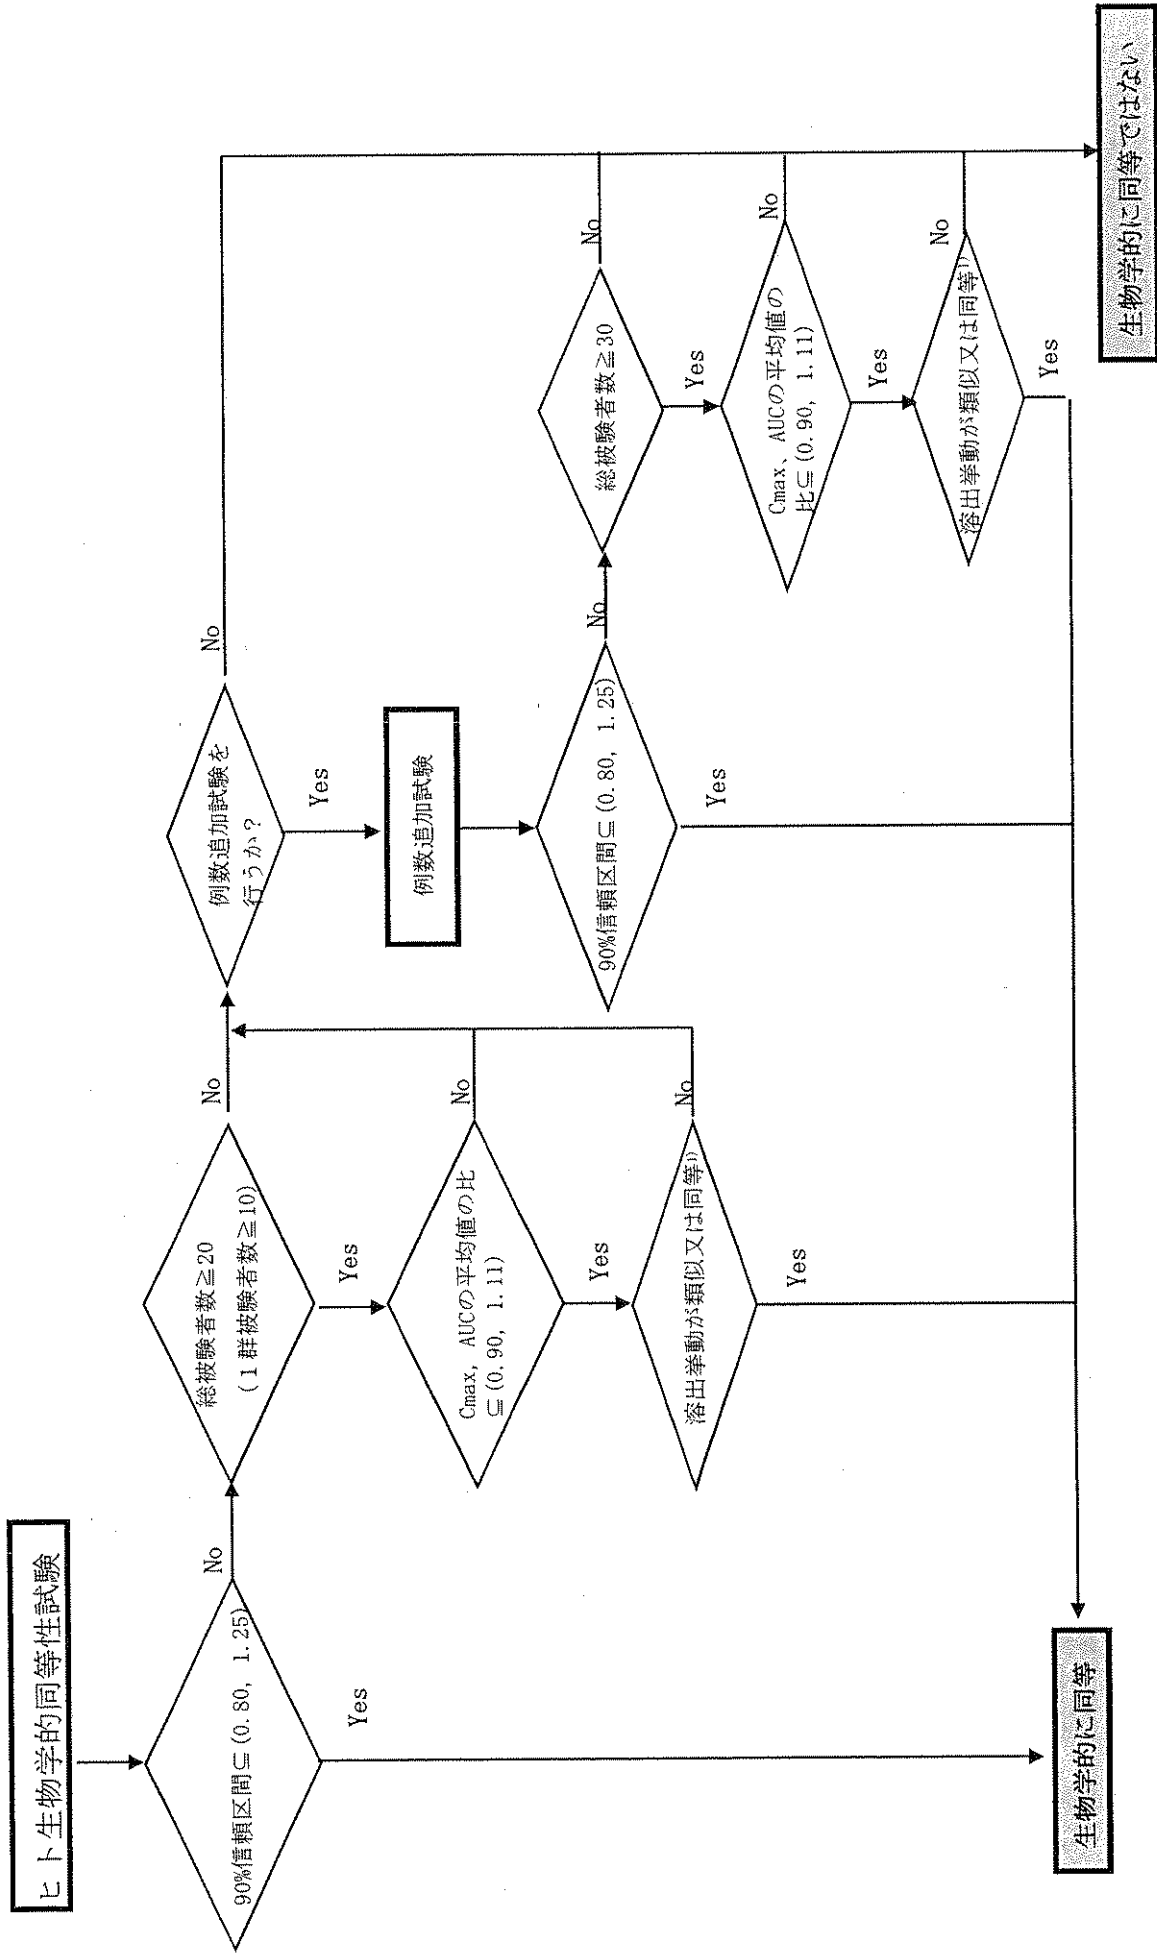 ヒト生物学的同等性試験
90%信頼区間⊆(0.80, 1.25)
No
Yes
総被験者数≧20
(1群被験者数≧10)
No
Yes
Cmax, AUCの平均値の比
⊆(0.90, 1.11)
No
Yes
溶出挙動が類似又は同等1)
No
Yes
例数追加試験を
行うか?
No
Yes
例数追加試験
90%信頼区間⊆(0.80, 1.25)
No
Yes
総被験者数≧30
No
Yes
Cmax、AUCの平均値の
比⊆(0.90, 1.11)
No
Yes
溶出挙動が類似又は同等1)
No
Yes
生物学的に同等
生物学的に同等ではない